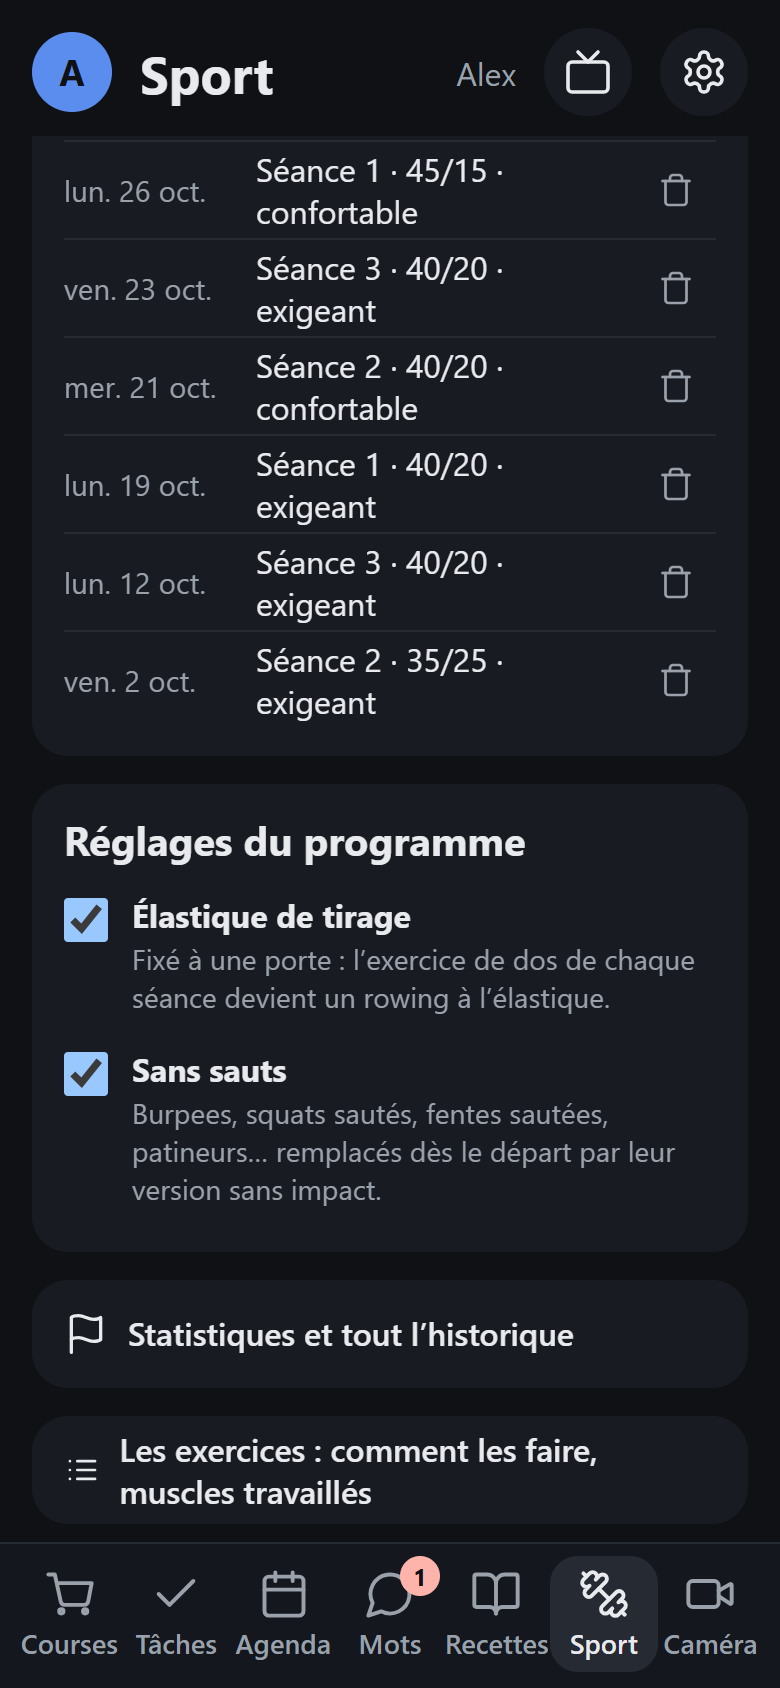 A
Sport
Alex
lun. 26 oct.
Séance 1 · 45/15 ·
confortable
ven. 23 oct.
Séance 3 · 40/20 ·
exigeant
mer. 21 oct.
Séance 2 · 40/20 ·
confortable
lun. 19 oct.
Séance 1 · 40/20 ·
exigeant
lun. 12 oct.
Séance 3 · 40/20 ·
exigeant
ven. 2 oct.
Séance 2 · 35/25 ·
exigeant
Réglages du programme
Élastique de tirage
Fixé à une porte : l’exercice de dos de chaque
séance devient un rowing à l’élastique.
Sans sauts
Burpees, squats sautés, fentes sautées,
patineurs… remplacés dès le départ par leur
version sans impact.
Statistiques et tout l’historique
Les exercices : comment les faire,
muscles travaillés
1
Courses Tâches Agenda Mots Recettes Sport Caméra